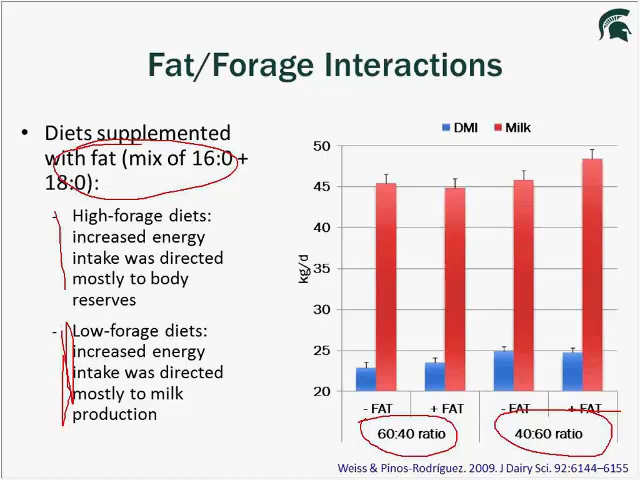 Fat/Forage Interactions
• Diets supplemented
with fat (mix of 16:0 +
18:0):
- High-forage diets:
increased energy
intake was directed
mostly to body
reserves
- Low-forage diets:
increased energy
intake was directed
mostly to milk
production
DMI Milk
kg/d
50
45
40
35
30
25
20
- FAT + FAT - FAT + FAT
60:40 ratio 40:60 ratio
Weiss & Pinos-Rodríguez. 2009. J Dairy Sci. 92:6144–6155